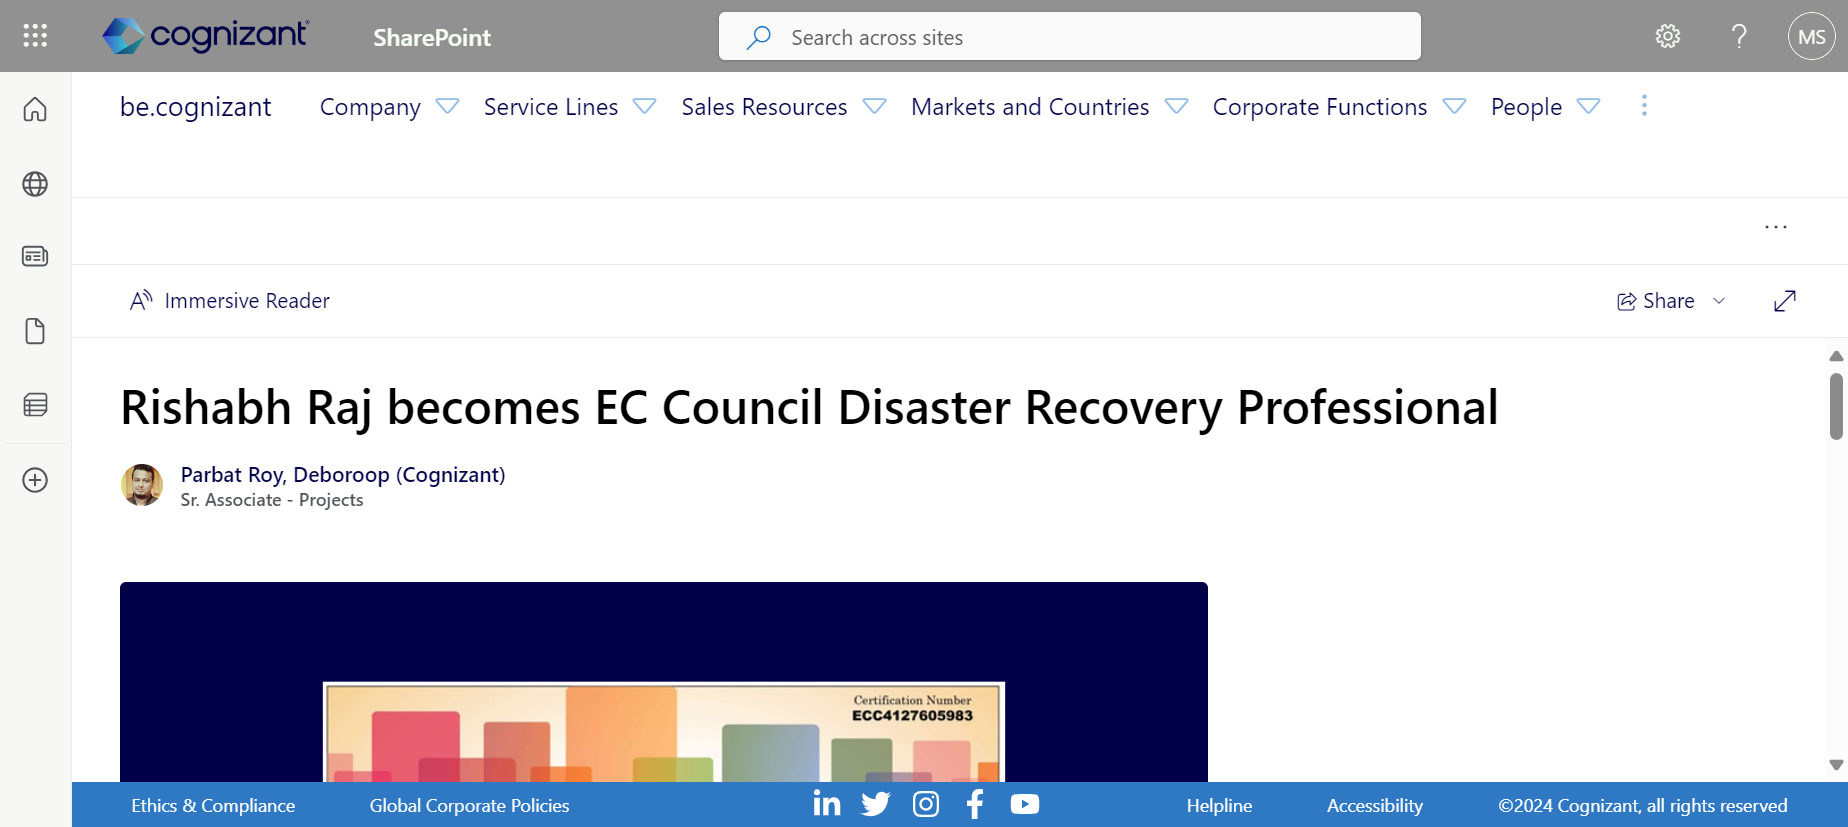 cognizant
SharePoint
Search across sites
MS
be.cognizant
Company
Service Lines
Sales Resources
Markets and Countries
Corporate Functions
People
Immersive Reader
Share
Rishabh Raj becomes EC Council Disaster Recovery Professional
Parbat Roy, Deboroop (Cognizant)
Sr. Associate - Projects
Certification Number
ECC4127605983
Ethics & Compliance
Global Corporate Policies
Helpline
Accessibility
©2024 Cognizant, all rights reserved